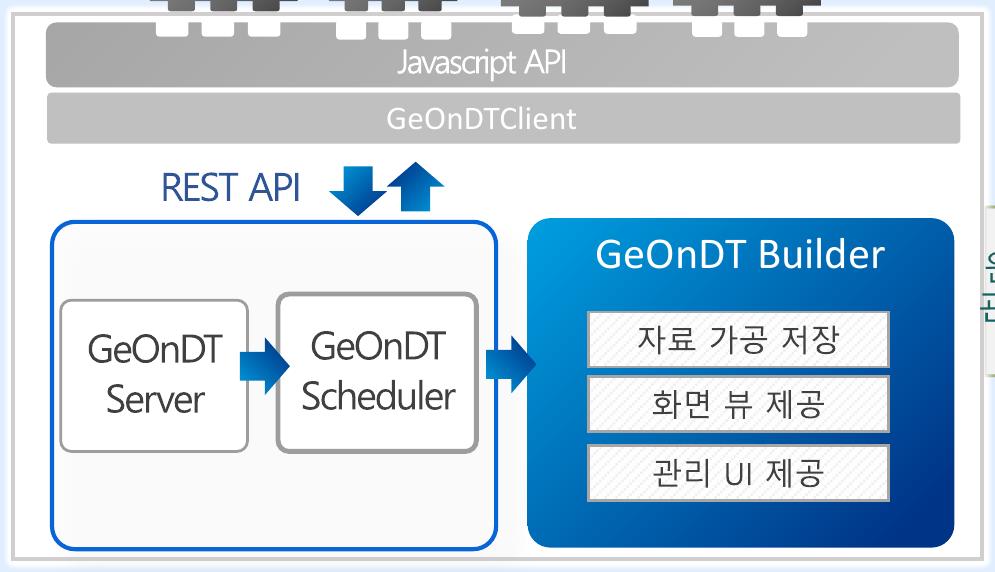 Javascript API
GeOnDTClient
REST API
GeOnDT
Server
GeOnDT
Scheduler
GeOnDT Builder
자료 가공 저장
화면 뷰 제공
관리 UI 제공